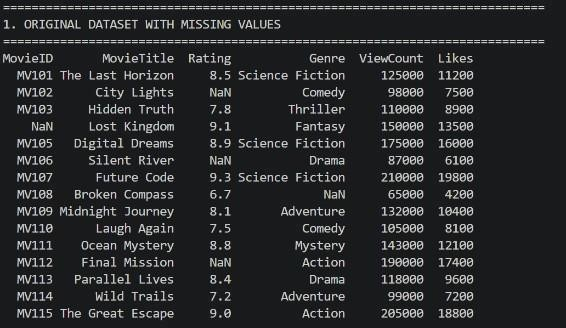 ============================================================================
1. ORIGINAL DATASET WITH MISSING VALUES
============================================================================
MovieID MovieTitle Rating Genre ViewCount Likes
MV101 The Last Horizon 8.5 Science Fiction 125000 11200
MV102 City Lights NaN Comedy 98000 7500
MV103 Hidden Truth 7.8 Thriller 110000 8900
NaN Lost Kingdom 9.1 Fantasy 150000 13500
MV105 Digital Dreams 8.9 Science Fiction 175000 16000
MV106 Silent River NaN Drama 87000 6100
MV107 Future Code 9.3 Science Fiction 210000 19800
MV108 Broken Compass 6.7 NaN 65000 4200
MV109 Midnight Journey 8.1 Adventure 132000 10400
MV110 Laugh Again 7.5 Comedy 105000 8100
MV111 Ocean Mystery 8.8 Mystery 143000 12100
MV112 Final Mission NaN Action 190000 17400
MV113 Parallel Lives 8.4 Drama 118000 9600
MV114 Wild Trails 7.2 Adventure 99000 7200
MV115 The Great Escape 9.0 Action 205000 18800